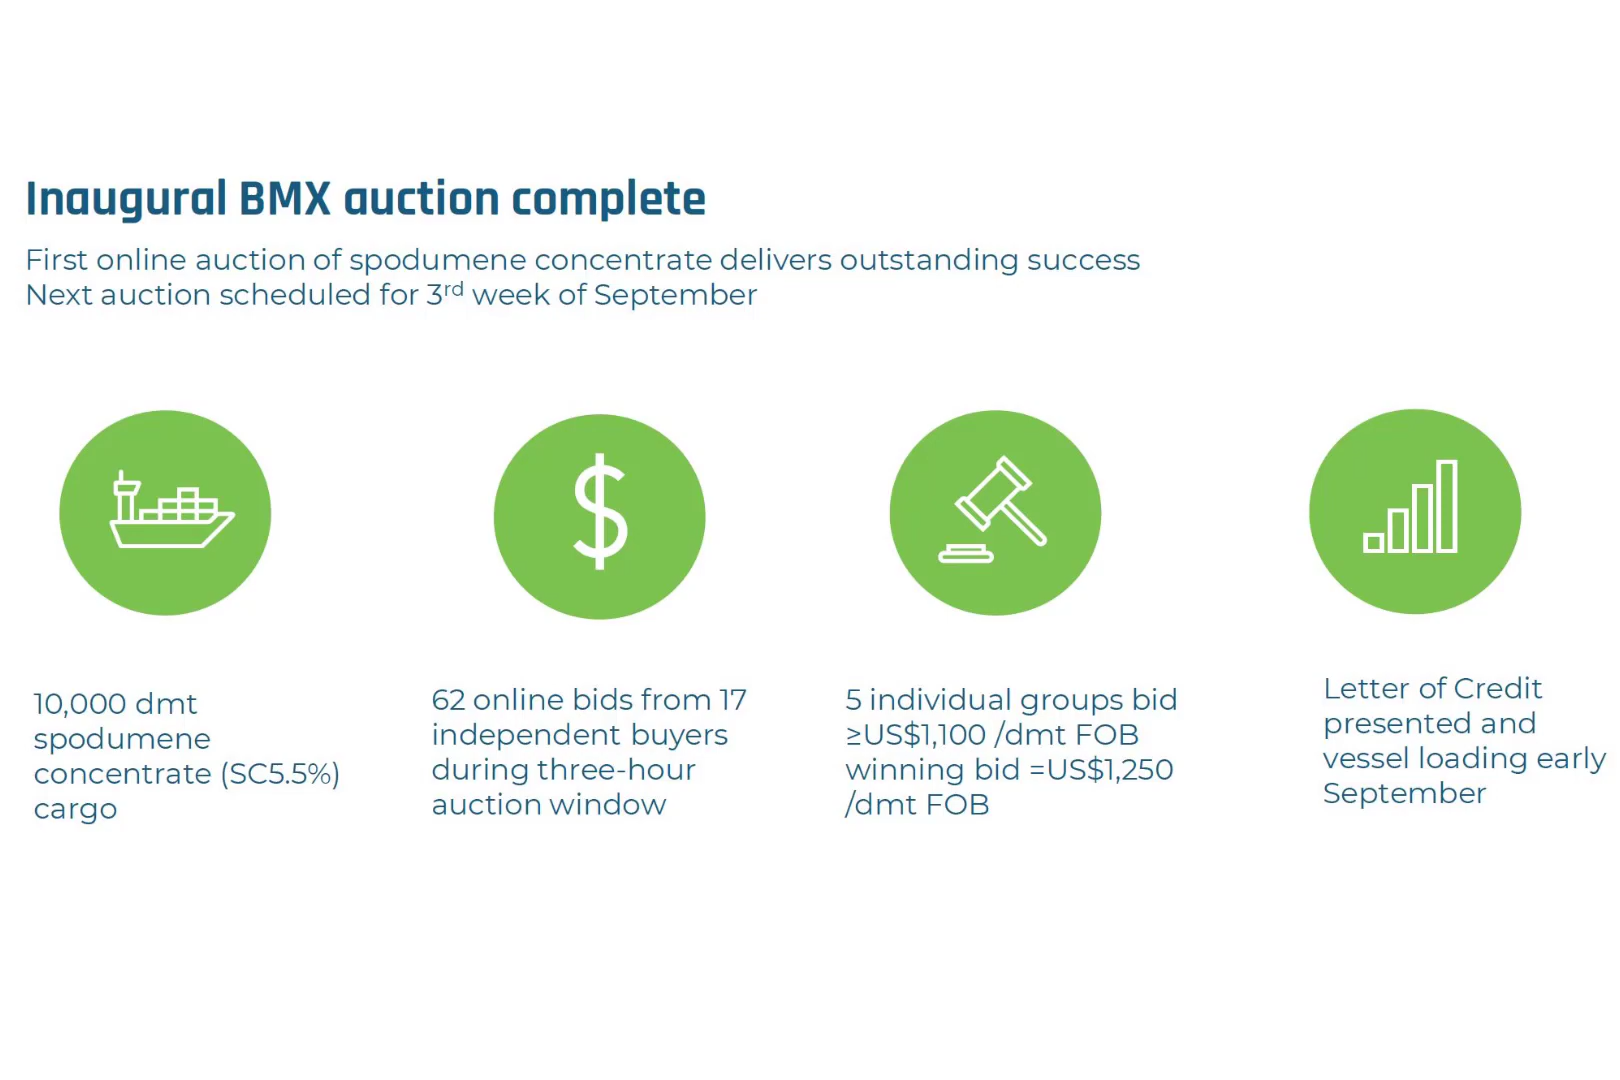 Inaugural BMX auction complete
First online auction of spodumene concentrate delivers outstanding success
Next auction scheduled for 3rd week of September
$
10,000 dmt
spodumene
concentrate (SC5.5%)
cargo
62 online bids from 17
independent buyers
during three-hour
auction window
5 individual groups bid
≥US$1,100 /dmt FOB
winning bid =US$1,250
/dmt FOB
Letter of Credit
presented and
vessel loading early
September